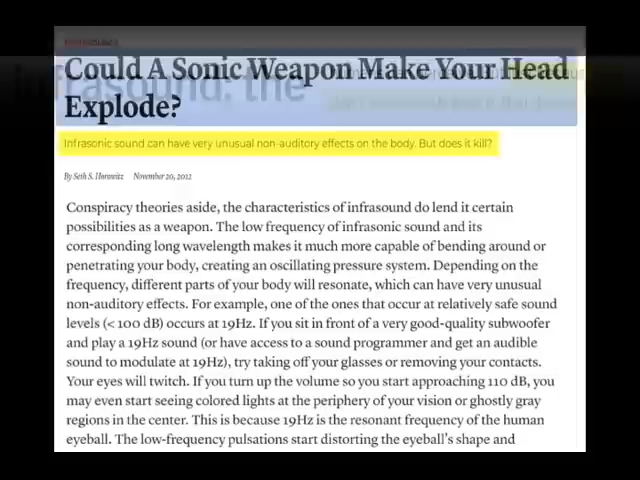 Could A Sonic Weapon Make Your Head
Explode?
Infrasonic sound can have very unusual non-auditory effects on the body. But does it kill?
By Seth S. Horowitz November 20, 2012
Conspiracy theories aside, the characteristics of infrasound do lend it certain
possibilities as a weapon. The low frequency of infrasonic sound and its
corresponding long wavelength makes it much more capable of bending around or
penetrating your body, creating an oscillating pressure system. Depending on the
frequency, different parts of your body will resonate, which can have very unusual
non-auditory effects. For example, one of the ones that occur at relatively safe sound
levels (< 100 dB) occurs at 19Hz. If you sit in front of a very good-quality subwoofer
and play a 19Hz sound (or have access to a sound programmer and get an audible
sound to modulate at 19Hz), try taking off your glasses or removing your contacts.
Your eyes will twitch. If you turn up the volume so you start approaching 110 dB, you
may even start seeing colored lights at the periphery of your vision or ghostly gray
regions in the center. This is because 19Hz is the resonant frequency of the human
eyeball. The low-frequency pulsations start distorting the eyeball's shape and